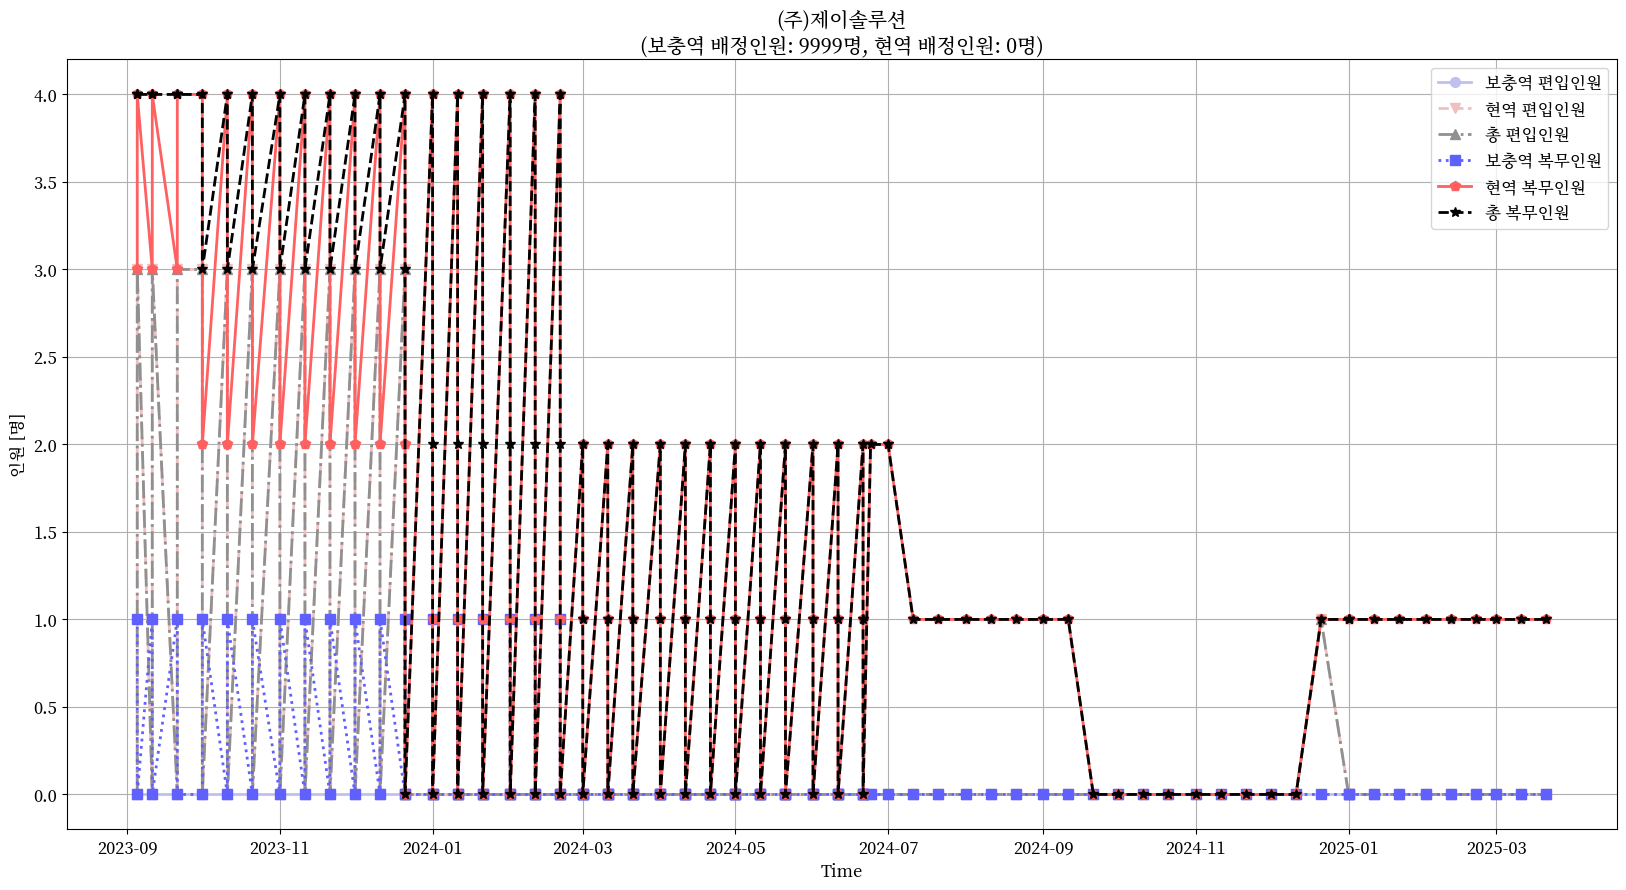 (주)제이솔루션
(보충역 배정인원: 9999명, 현역 배정인원: 0명)
4.0
3.5
3.0
2.5
2.0
1.5
1.0
0.5
0.0
인원 [명]
보충역 편입인원
현역 편입인원
총 편입인원
보충역 복무인원
현역 복무인원
총 복무인원
2023-09
2023-11
2024-01
2024-03
2024-05
2024-07
2024-09
2024-11
2025-01
2025-03
Time